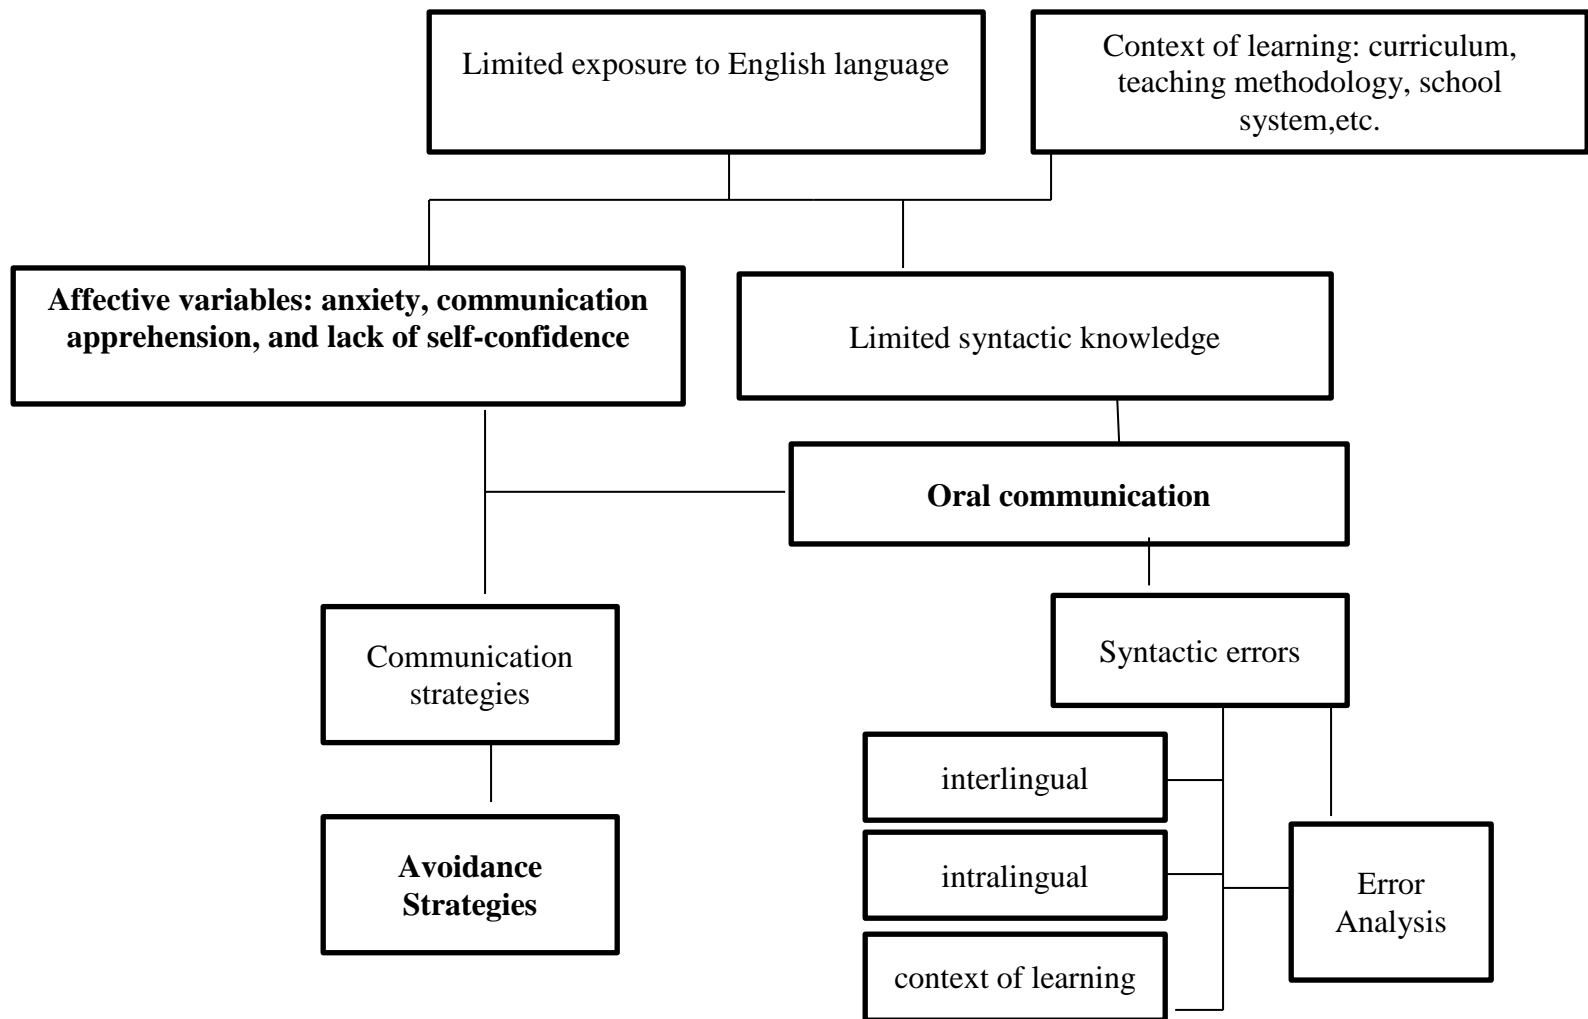 Limited exposure to English language
Context of learning: curriculum,
teaching methodology, school
system,etc.
Affective variables: anxiety, communication
apprehension, and lack of self-confidence
Limited syntactic knowledge
Oral communication
Communication
strategies
Syntactic errors
interlingual
Avoidance
Strategies
intralingual
Error
Analysis
context of learning